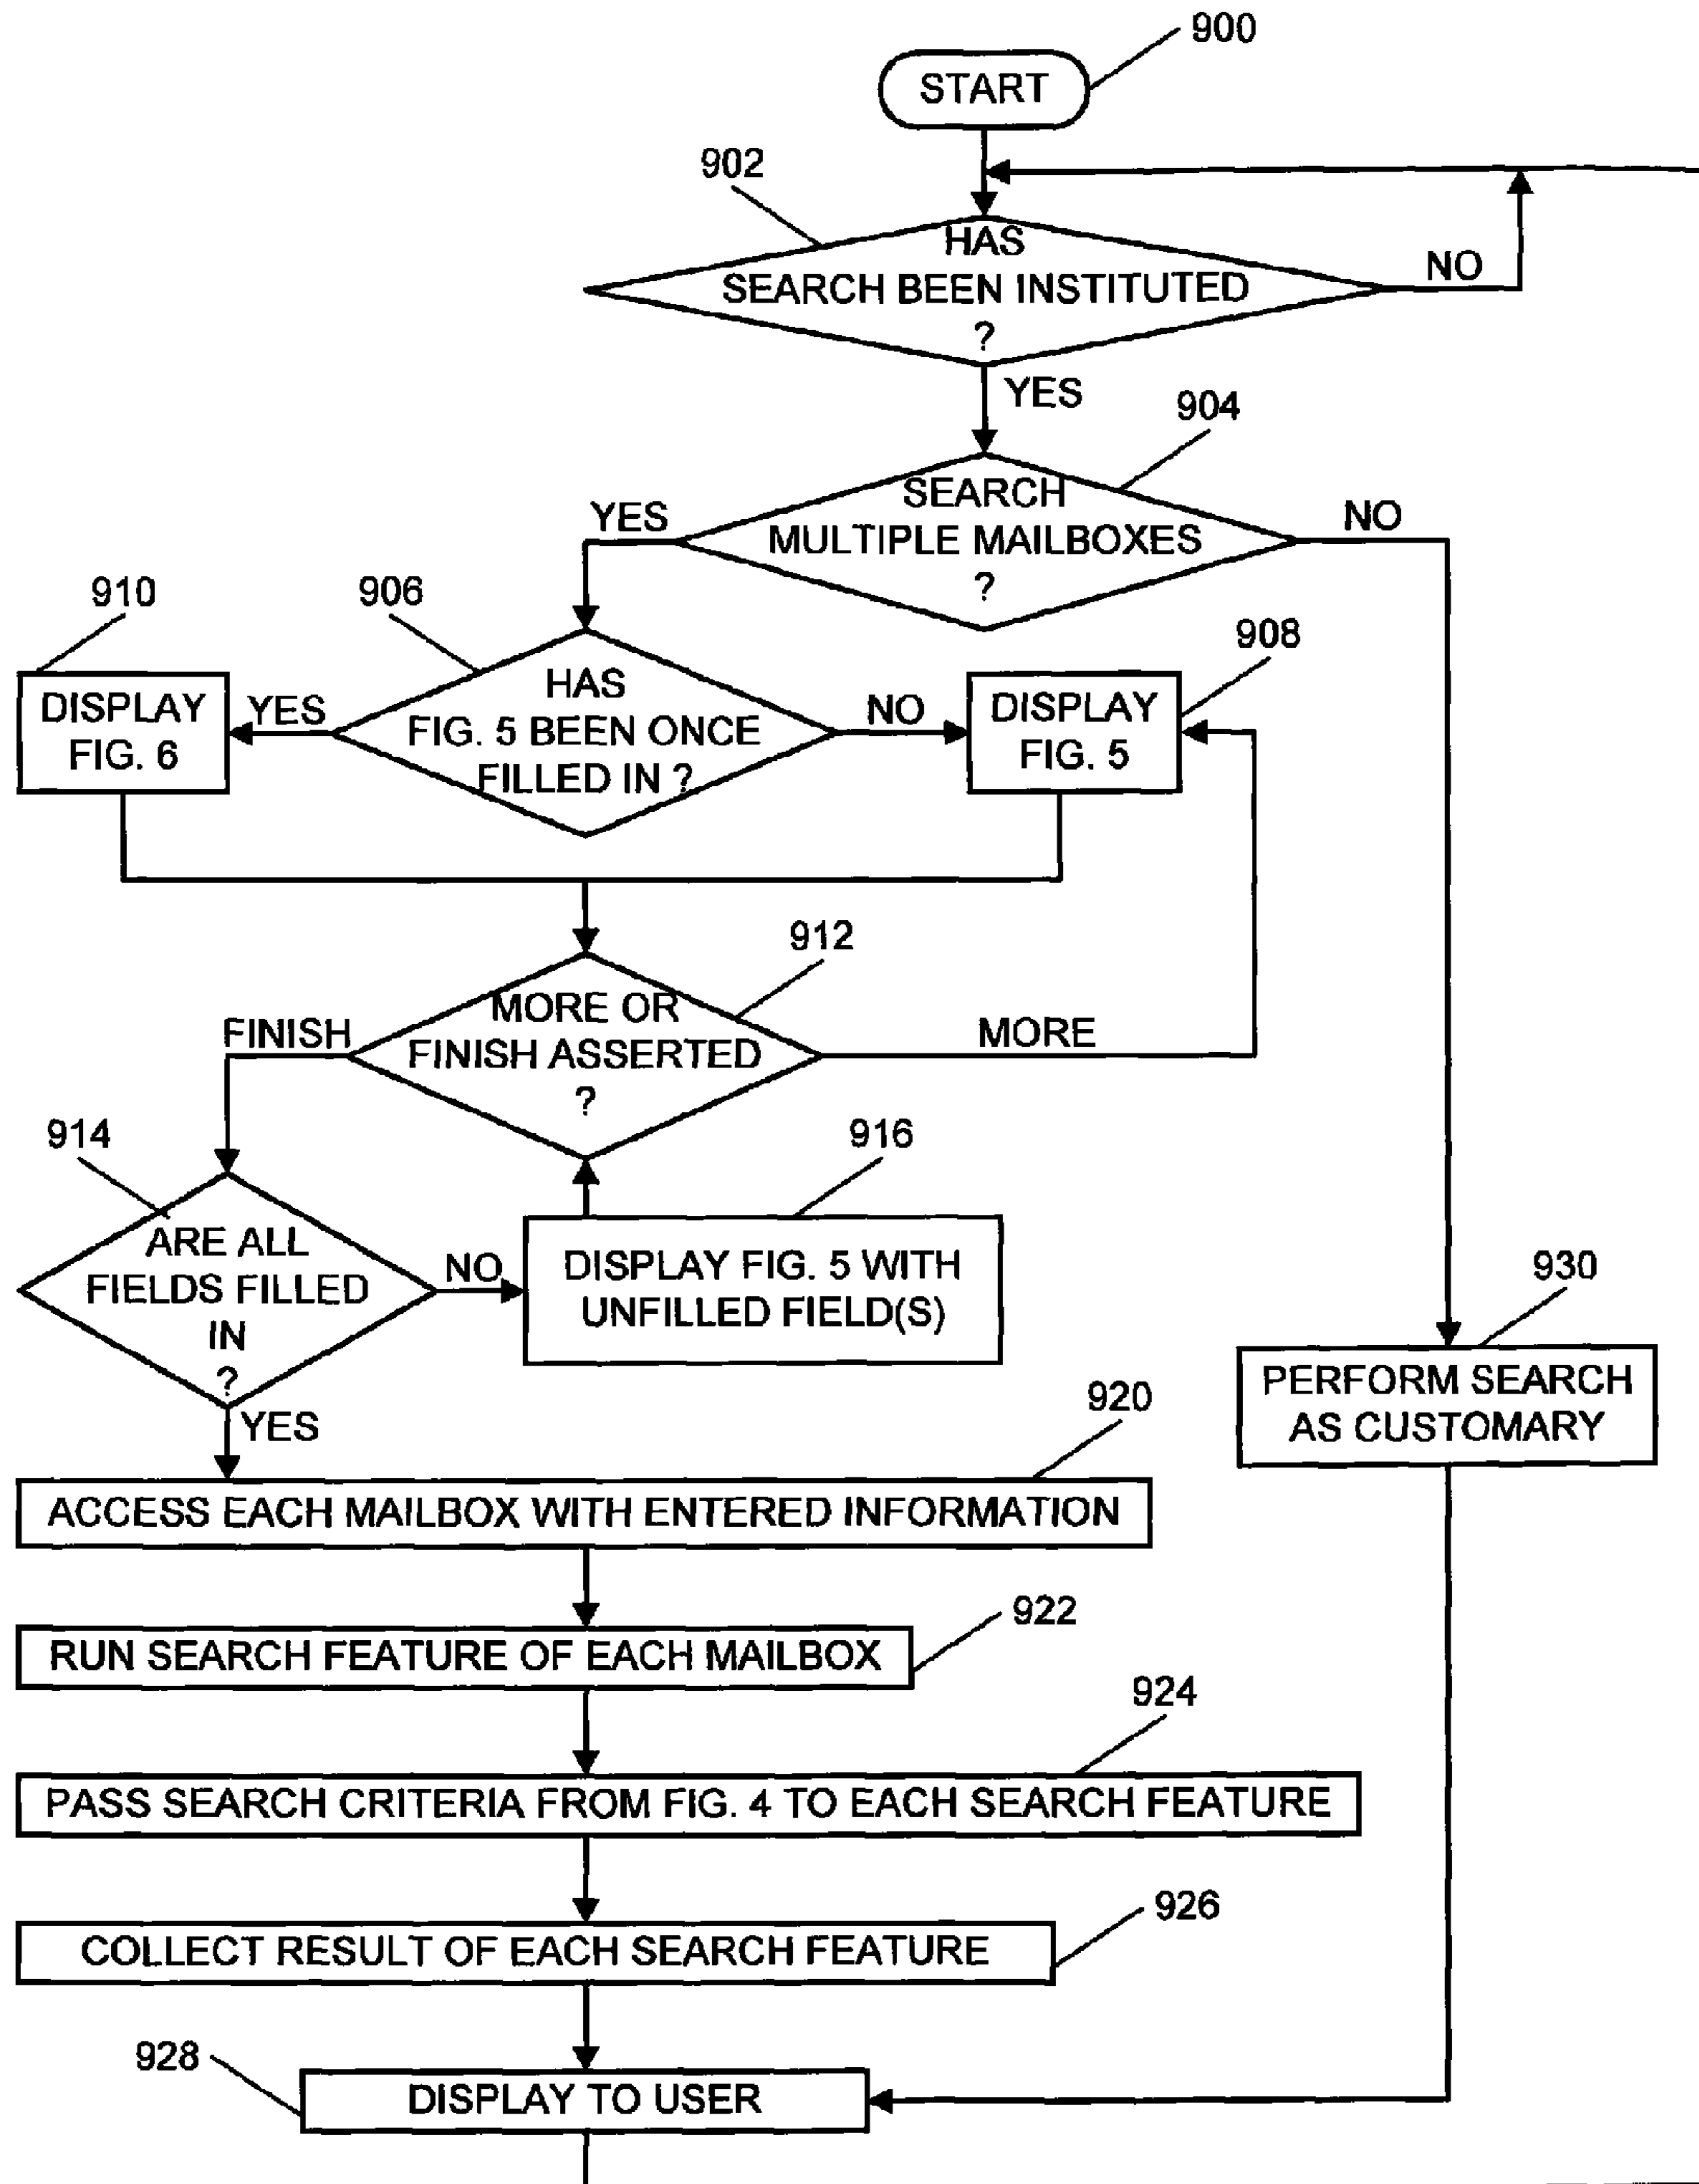 900
START
902
HAS
SEARCH BEEN INSTITUTED
?
NO
YES
904
SEARCH
MULTIPLE MAILBOXES
?
YES
NO
910
906
908
DISPLAY
FIG. 6
YES
HAS
FIG. 5 BEEN ONCE
FILLED IN ?
NO
DISPLAY
FIG. 5
912
MORE OR
FINISH ASSERTED
?
FINISH
MORE
914
916
ARE ALL
FIELDS FILLED
IN
?
NO
DISPLAY FIG. 5 WITH
UNFILLED FIELD(S)
930
PERFORM SEARCH
AS CUSTOMARY
YES
920
ACCESS EACH MAILBOX WITH ENTERED INFORMATION
922
RUN SEARCH FEATURE OF EACH MAILBOX
924
PASS SEARCH CRITERIA FROM FIG. 4 TO EACH SEARCH FEATURE
926
COLLECT RESULT OF EACH SEARCH FEATURE
928
DISPLAY TO USER